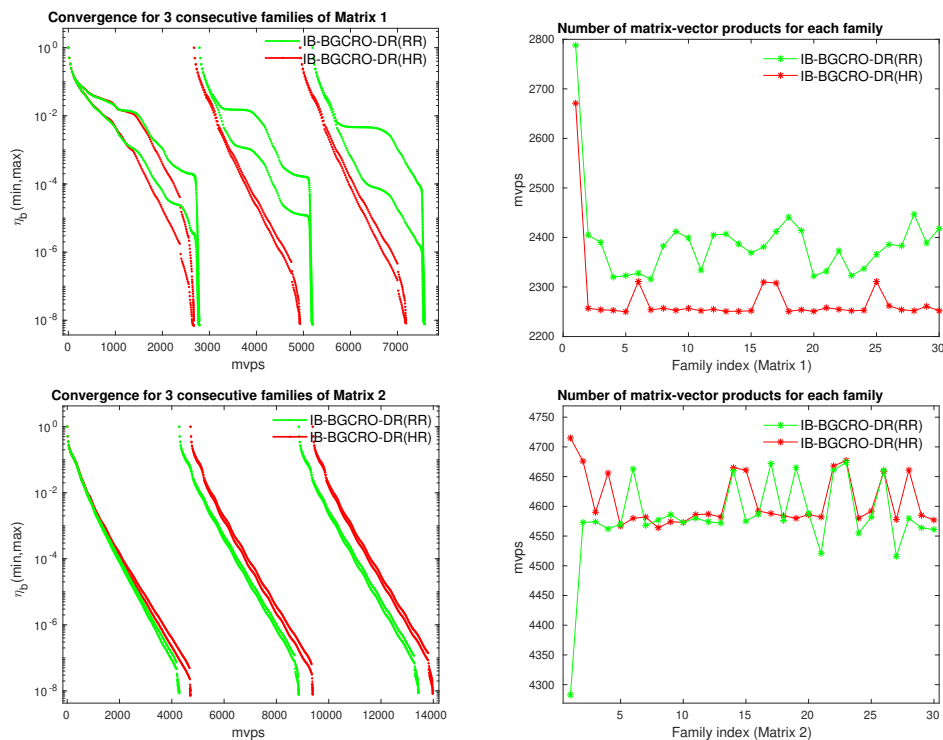 Convergence for 3 consecutive families of Matrix 1
IB-BGCRO-DR(RR)
IB-BGCRO-DR(HR)
10^0
10^-2
10^-4
10^-6
10^-8
η_b(min,max)
0 1000 2000 3000 4000 5000 6000 7000
mvps
Number of matrix-vector products for each family
IB-BGCRO-DR(RR)
IB-BGCRO-DR(HR)
2800
2700
2600
2500
2400
2300
2200
mvps
0 5 10 15 20 25 30
Family index (Matrix 1)
Convergence for 3 consecutive families of Matrix 2
IB-BGCRO-DR(RR)
IB-BGCRO-DR(HR)
10^0
10^-2
10^-4
10^-6
10^-8
η_b(min,max)
0 2000 4000 6000 8000 10000 12000 14000
mvps
Number of matrix-vector products for each family
IB-BGCRO-DR(RR)
IB-BGCRO-DR(HR)
4750
4700
4650
4600
4550
4500
4450
4400
4350
4300
mvps
5 10 15 20 25 30
Family index (Matrix 2)